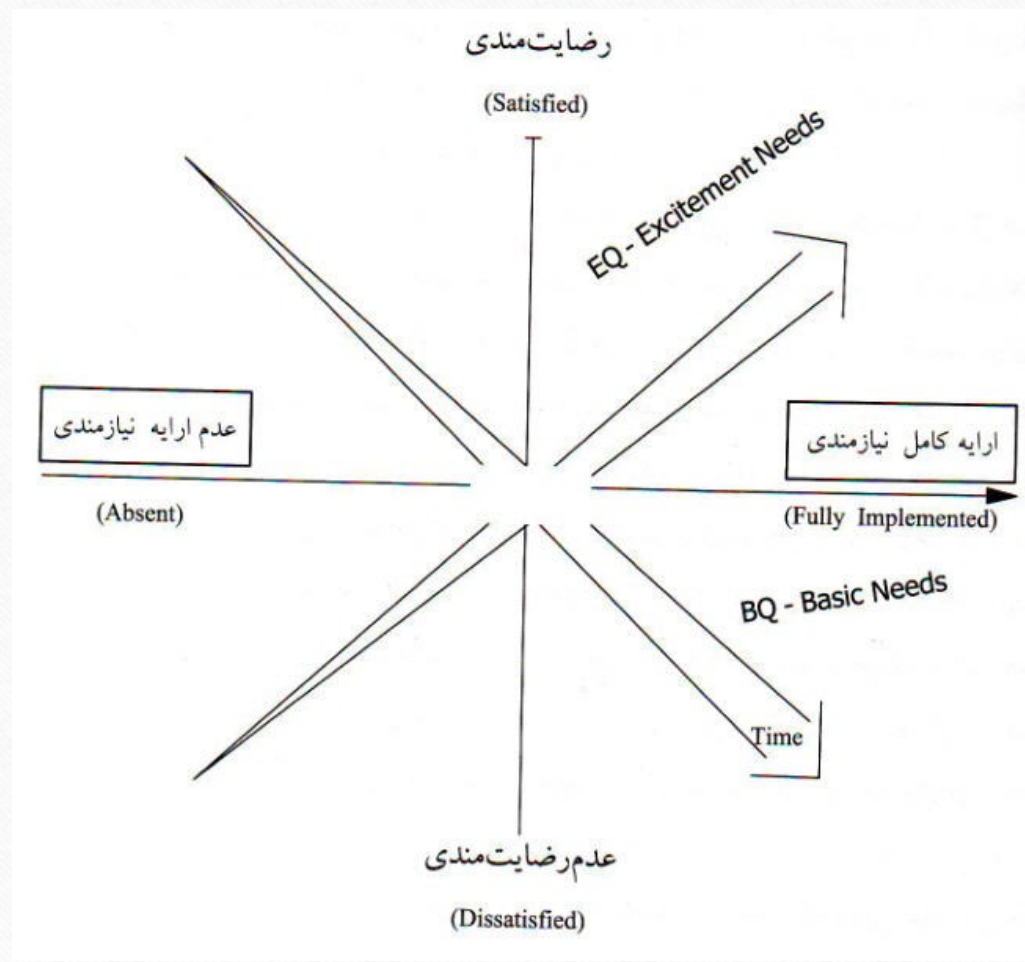 رضایت‌مندی
(Satisfied)
EQ - Excitement Needs
عدم ارایه نیازمندی
ارایه کامل نیازمندی
(Absent)
(Fully Implemented)
BQ - Basic Needs
Time
عدم‌رضایت‌مندی
(Dissatisfied)